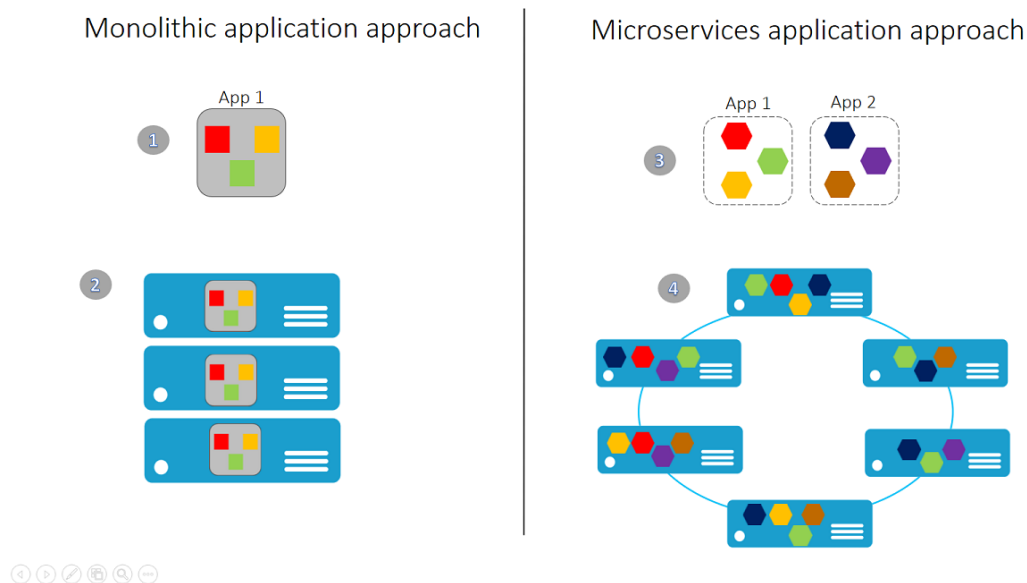 Monolithic application approach
App 1
1
2
Microservices application approach
App 1
App 2
3
4